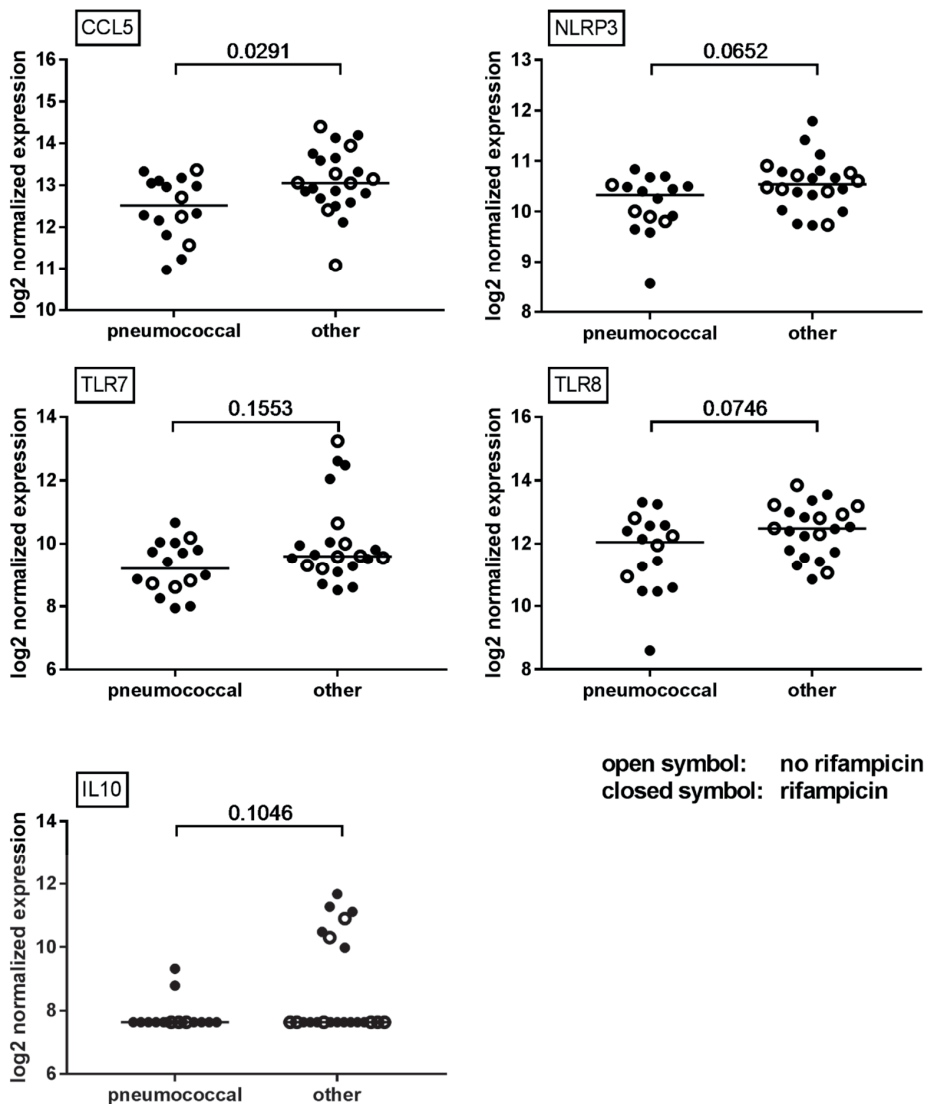 CCL5
NLRP3
log2 normalized expression
16
15
14
13
12
11
10
0.0291
pneumococcal
other
log2 normalized expression
13
12
11
10
9
8
0.0652
pneumococcal
other
TLR7
TLR8
log2 normalized expression
14
12
10
8
6
0.1553
pneumococcal
other
log2 normalized expression
16
14
12
10
8
0.0746
pneumococcal
other
open symbol: no rifampicin
closed symbol: rifampicin
IL10
log2 normalized expression
14
12
10
8
6
0.1046
pneumococcal
other